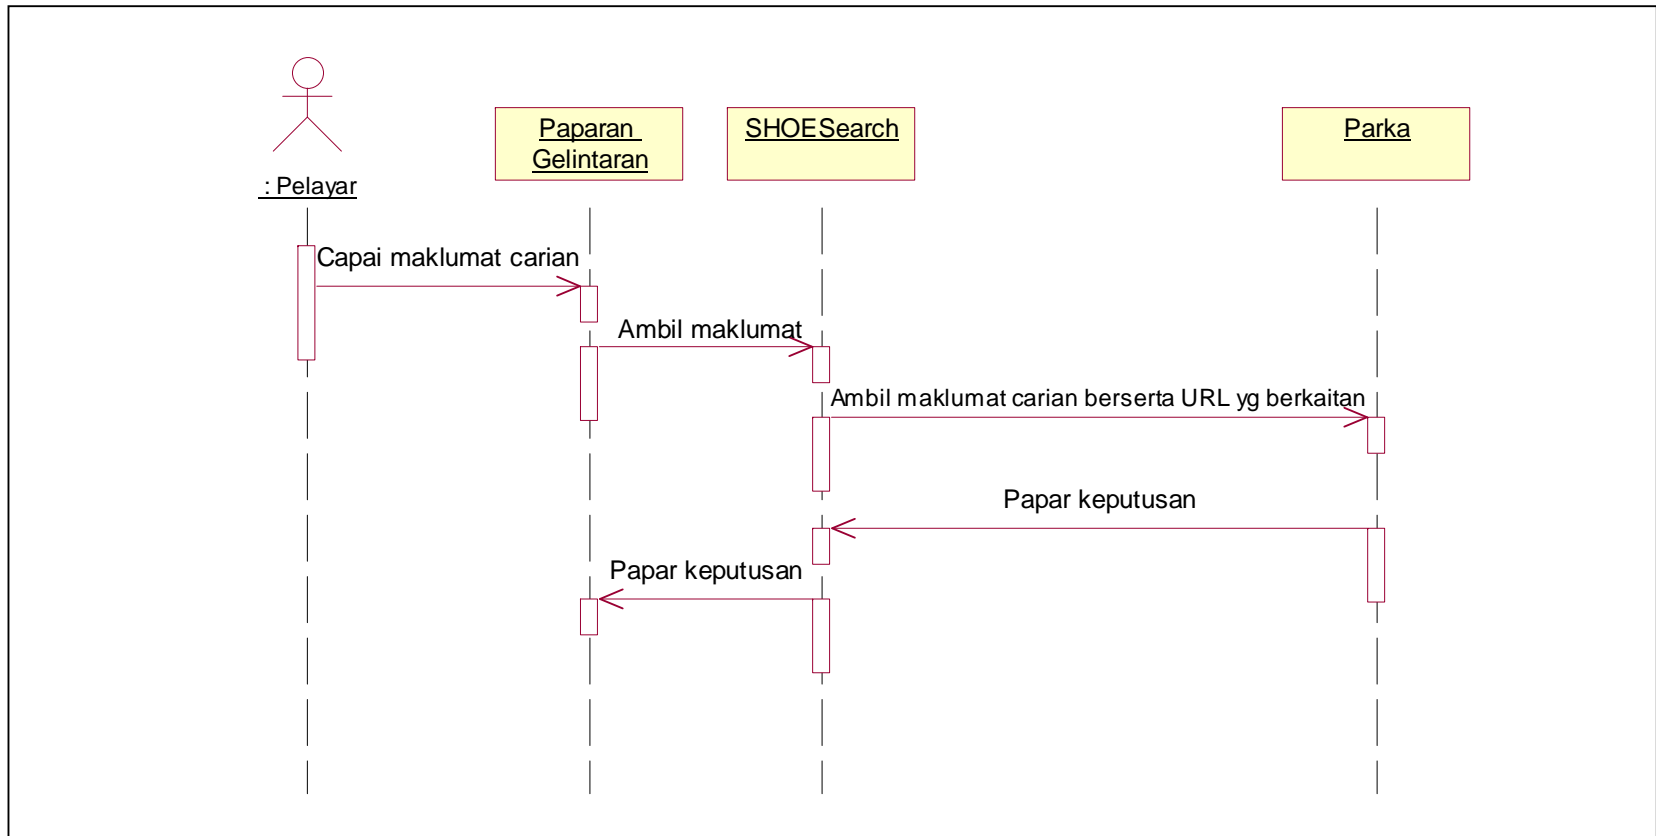 Paparan
Gelintaran
SHOESearch
Parka
: Pelayar
Capai maklumat carian
Ambil maklumat
Ambil maklumat carian berserta URL yg berkaitan
Papar keputusan
Papar keputusan